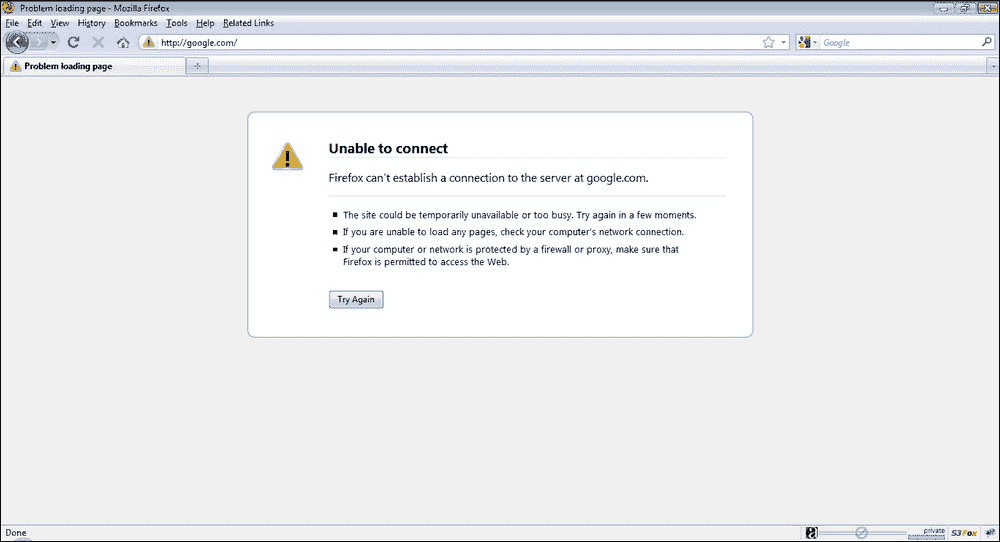 Problem loading page - Mozilla Firefox
File Edit View History Bookmarks Tools Help Related Links
http://google.com/ Google
Problem loading page
Unable to connect
Firefox can't establish a connection to the server at google.com.
The site could be temporarily unavailable or too busy. Try again in a few moments.
If you are unable to load any pages, check your computer's network connection.
If your computer or network is protected by a firewall or proxy, make sure that
Firefox is permitted to access the Web.
Try Again
Done private S3Fox